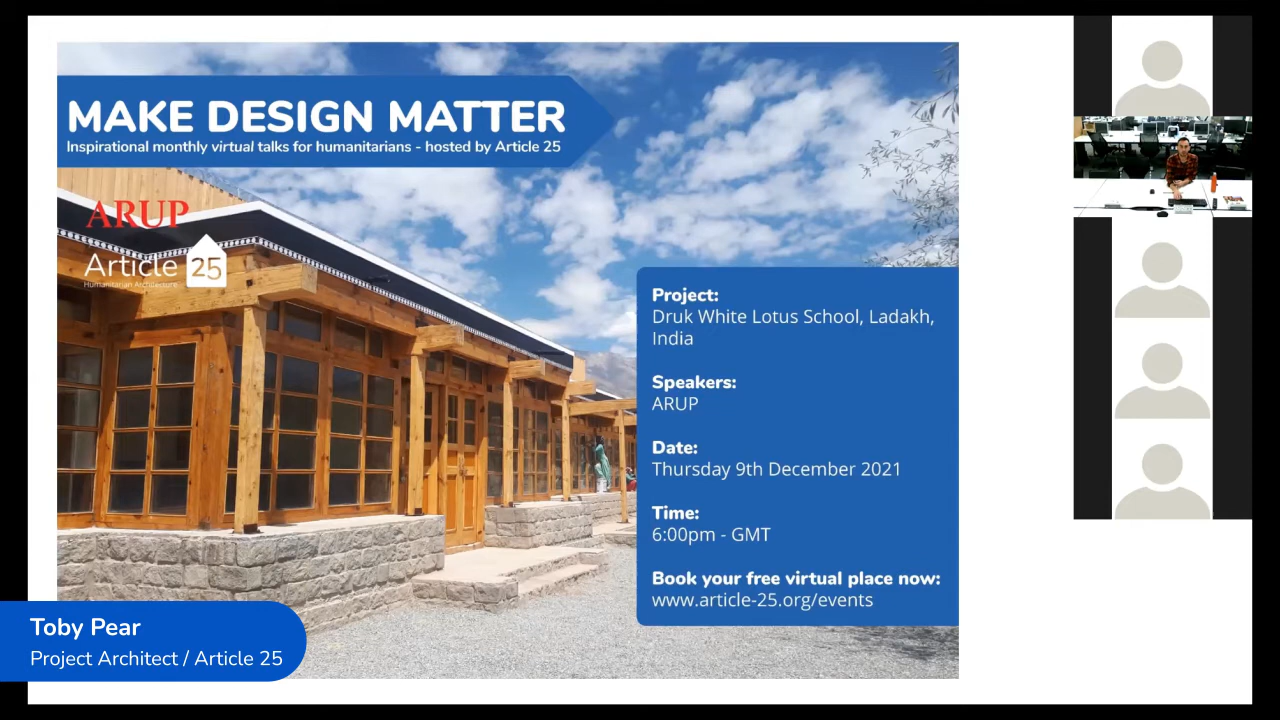 MAKE DESIGN MATTER
Inspirational monthly virtual talks for humanitarians - hosted by Article 25
ARUP
Article 25
Humanitarian Architecture
Project:
Druk White Lotus School, Ladakh,
India
Speakers:
ARUP
Date:
Thursday 9th December 2021
Time:
6:00pm - GMT
Book your free virtual place now:
www.article-25.org/events
Toby Pear
Project Architect / Article 25